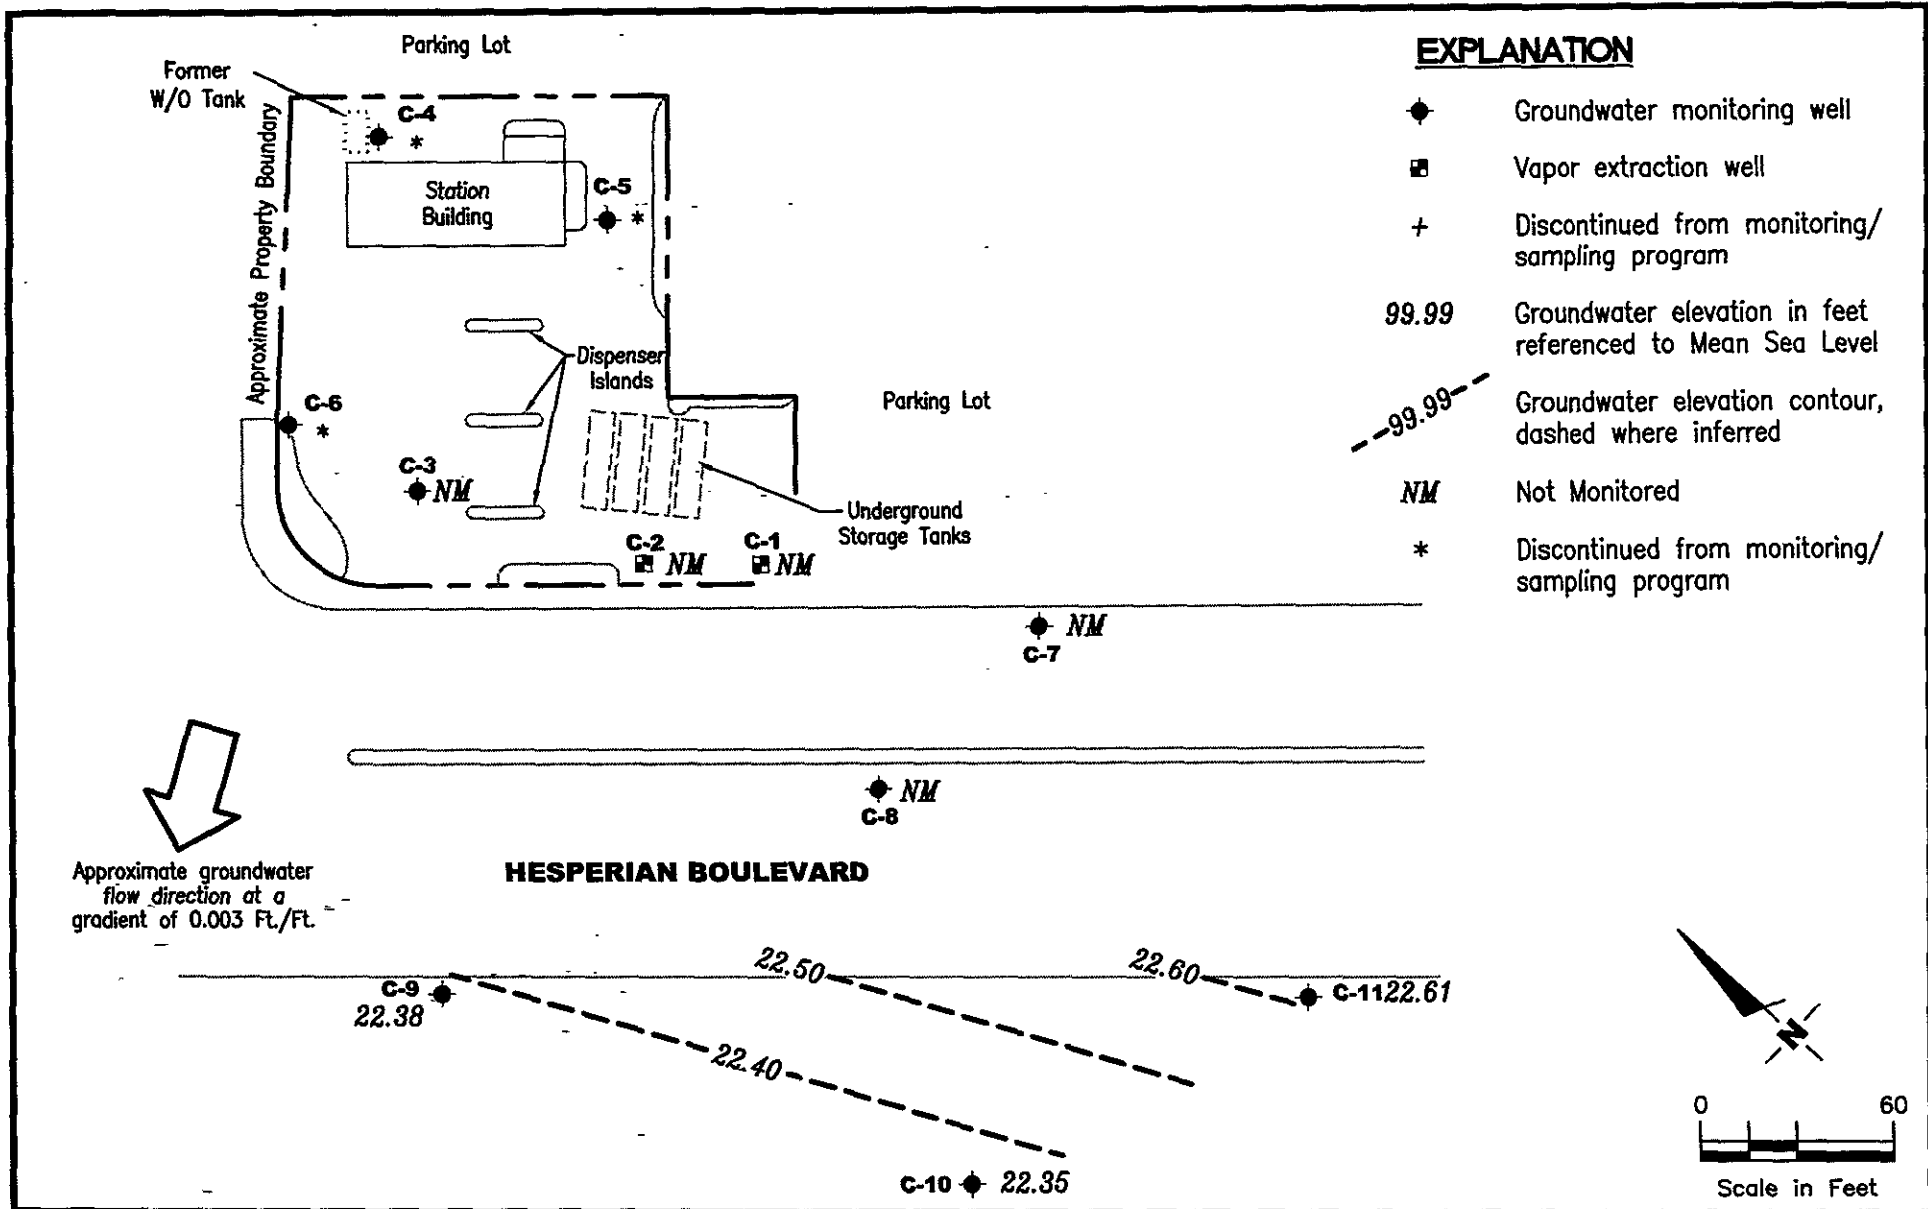 Parking Lot
Former
W/O Tank
C-4
*
Approximate Property Boundary
Station
Building
C-5
*
Dispenser
Islands
Parking Lot
C-6
*
C-3
NM
Underground
Storage Tanks
C-2
NM
C-1
NM
NM
C-7
NM
C-8
Approximate groundwater
flow direction at a
gradient of 0.003 Ft./Ft.
HESPERIAN BOULEVARD
22.50
22.60
C-9
22.38
C-11 22.61
22.40
C-10 22.35
EXPLANATION
Groundwater monitoring well
Vapor extraction well
+ Discontinued from monitoring/
sampling program
99.99 Groundwater elevation in feet
referenced to Mean Sea Level
99.99 Groundwater elevation contour,
dashed where inferred
NM Not Monitored
* Discontinued from monitoring/
sampling program
N
0 60
Scale in Feet